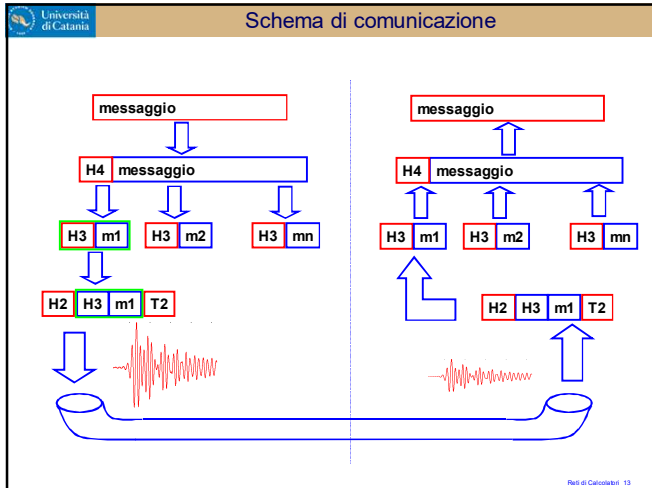 Università
di Catania
Schema di comunicazione
messaggio
H4 messaggio
H3 m1 H3 m2 H3 mn
H2 H3 m1 T2
messaggio
H4 messaggio
H3 m1 H3 m2 H3 mn
H2 H3 m1 T2
Reti di Calcolatori 13